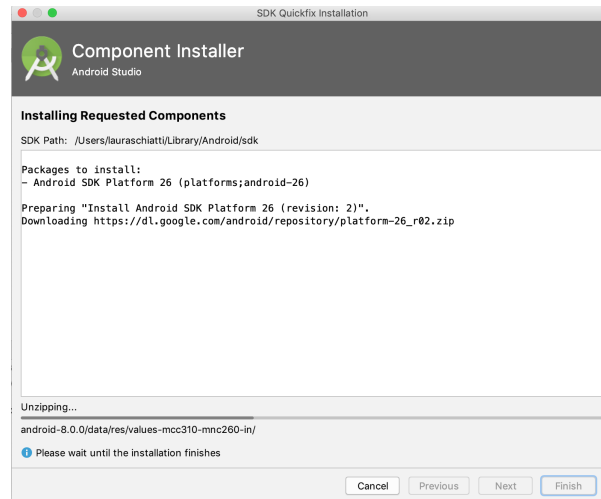 SDK Quickfix Installation
Component Installer
Android Studio
Installing Requested Components
SDK Path: /Users/lauraschiatti/Library/Android/sdk
Packages to install:
- Android SDK Platform 26 (platforms;android-26)
Preparing "Install Android SDK Platform 26 (revision: 2)".
Downloading https://dl.google.com/android/repository/platform-26_r02.zip
Unzipping...
android-8.0.0/data/res/values-mcc310-mnc260-in/
Please wait until the installation finishes
Cancel Previous Next Finish